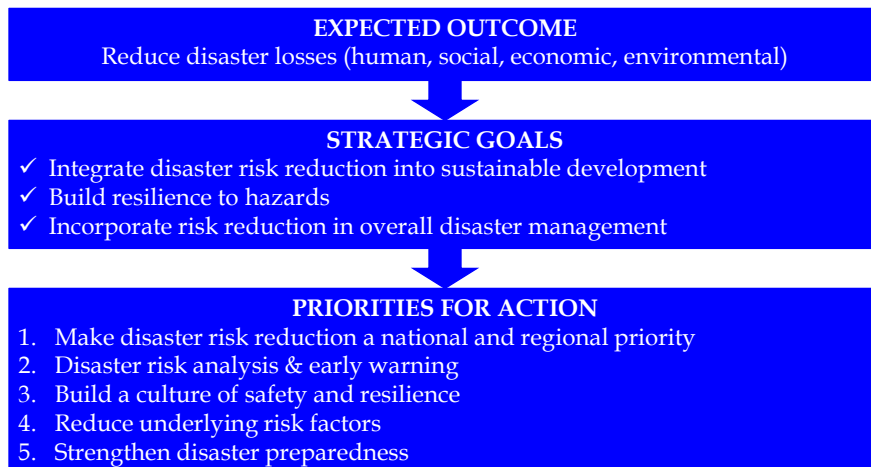 EXPECTED OUTCOME
Reduce disaster losses (human, social, economic, environmental)
STRATEGIC GOALS
✓ Integrate disaster risk reduction into sustainable development
✓ Build resilience to hazards
✓ Incorporate risk reduction in overall disaster management
PRIORITIES FOR ACTION
1. Make disaster risk reduction a national and regional priority
2. Disaster risk analysis & early warning
3. Build a culture of safety and resilience
4. Reduce underlying risk factors
5. Strengthen disaster preparedness